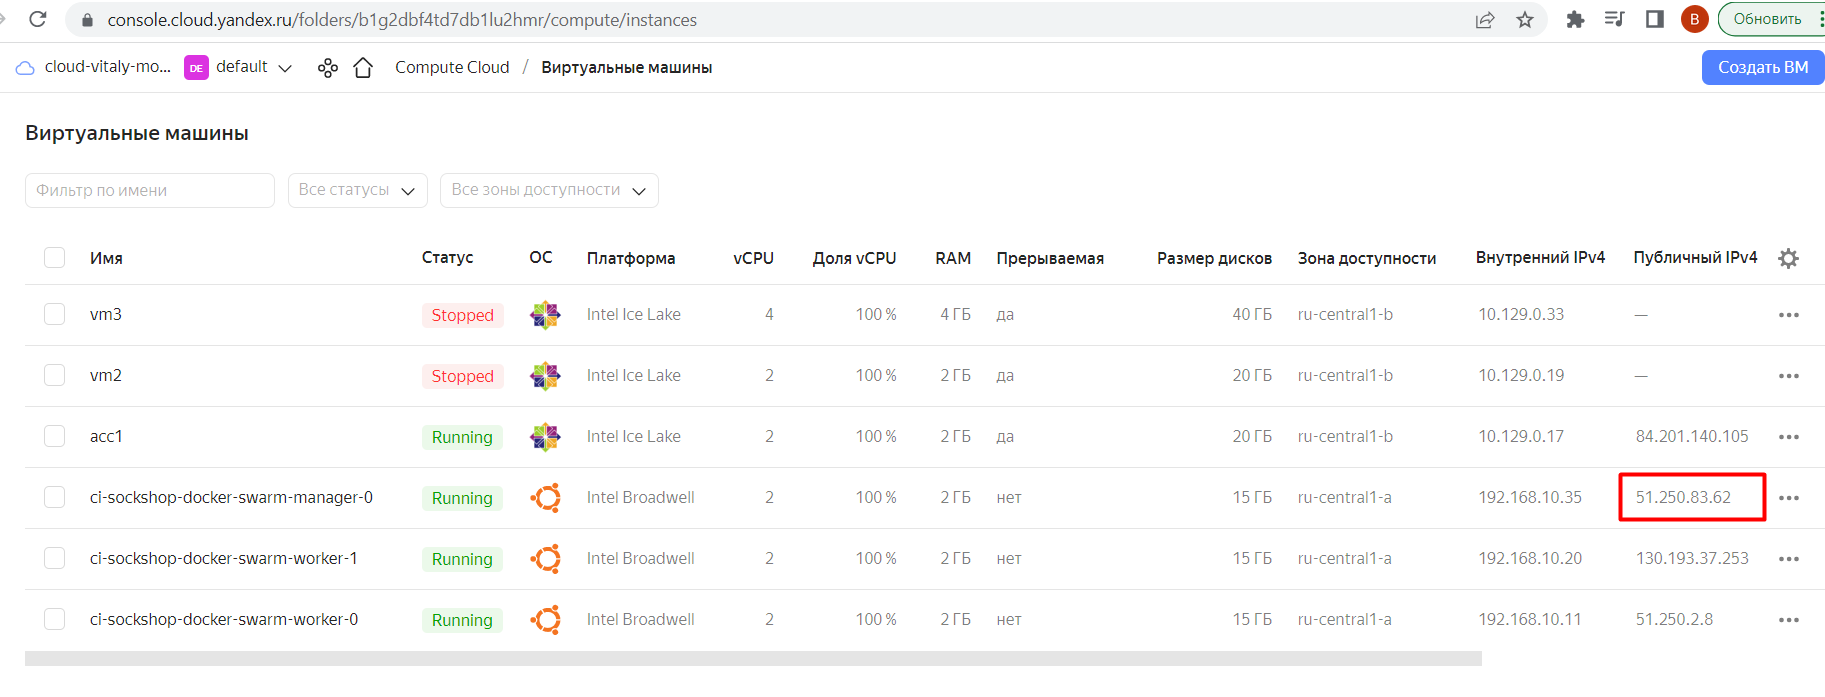 console.cloud.yandex.ru/folders/b1g2dbf4td7db1lu2hmr/compute/instances
B
Обновить
cloud-vitaly-mo... DE default Compute Cloud / Виртуальные машины Создать ВМ
Виртуальные машины
Фильтр по имени Все статусы Все зоны доступности
Имя Статус ОС Платформа vCPU Доля vCPU RAM Прерываемая Размер дисков Зона доступности Внутренний IPv4 Публичный IPv4
vm3 Stopped Intel Ice Lake 4 100 % 4 ГБ да 40 ГБ ru-central1-b 10.129.0.33 —
vm2 Stopped Intel Ice Lake 2 100 % 2 ГБ да 20 ГБ ru-central1-b 10.129.0.19 —
acc1 Running Intel Ice Lake 2 100 % 2 ГБ да 20 ГБ ru-central1-b 10.129.0.17 84.201.140.105
ci-sockshop-docker-swarm-manager-0 Running Intel Broadwell 2 100 % 2 ГБ нет 15 ГБ ru-central1-a 192.168.10.35 51.250.83.62
ci-sockshop-docker-swarm-worker-1 Running Intel Broadwell 2 100 % 2 ГБ нет 15 ГБ ru-central1-a 192.168.10.20 130.193.37.253
ci-sockshop-docker-swarm-worker-0 Running Intel Broadwell 2 100 % 2 ГБ нет 15 ГБ ru-central1-a 192.168.10.11 51.250.2.8